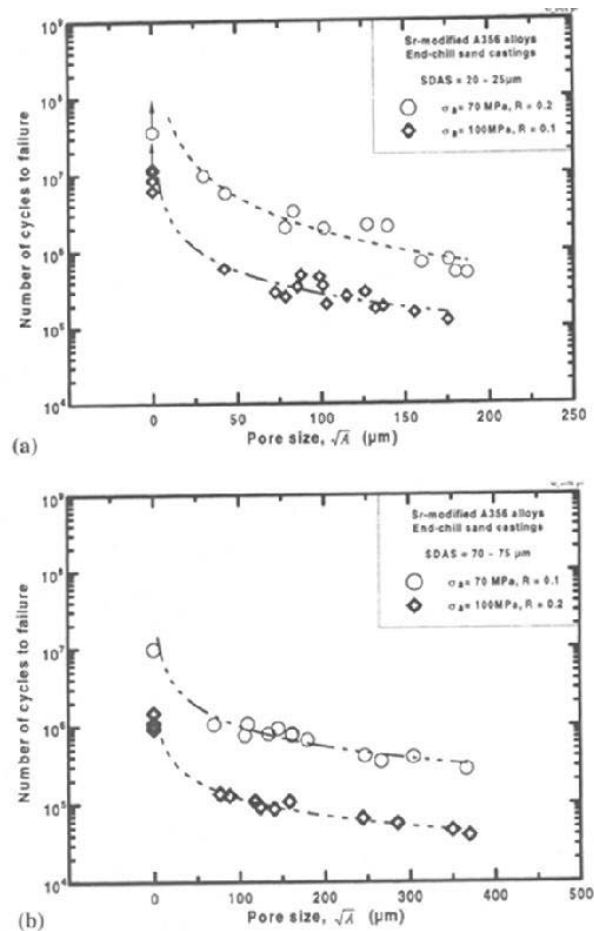 Sr-modified A356 alloys
End-chill sand castings
SDAS = 20 - 25µm
σa= 70 MPa, R = 0.2
σa= 100MPa, R = 0.1
Number of cycles to failure
10⁹
10⁸
10⁷
10⁶
10⁵
10⁴
0 50 100 150 200 250
Pore size, √A (µm)
(a)
Sr-modified A356 alloys
End-chill sand castings
SDAS = 70 - 75 µm
σa= 70 MPa, R = 0.1
σa= 100MPa, R = 0.2
Number of cycles to failure
10⁹
10⁸
10⁷
10⁶
10⁵
10⁴
0 100 200 300 400 500
Pore size, √A (µm)
(b)